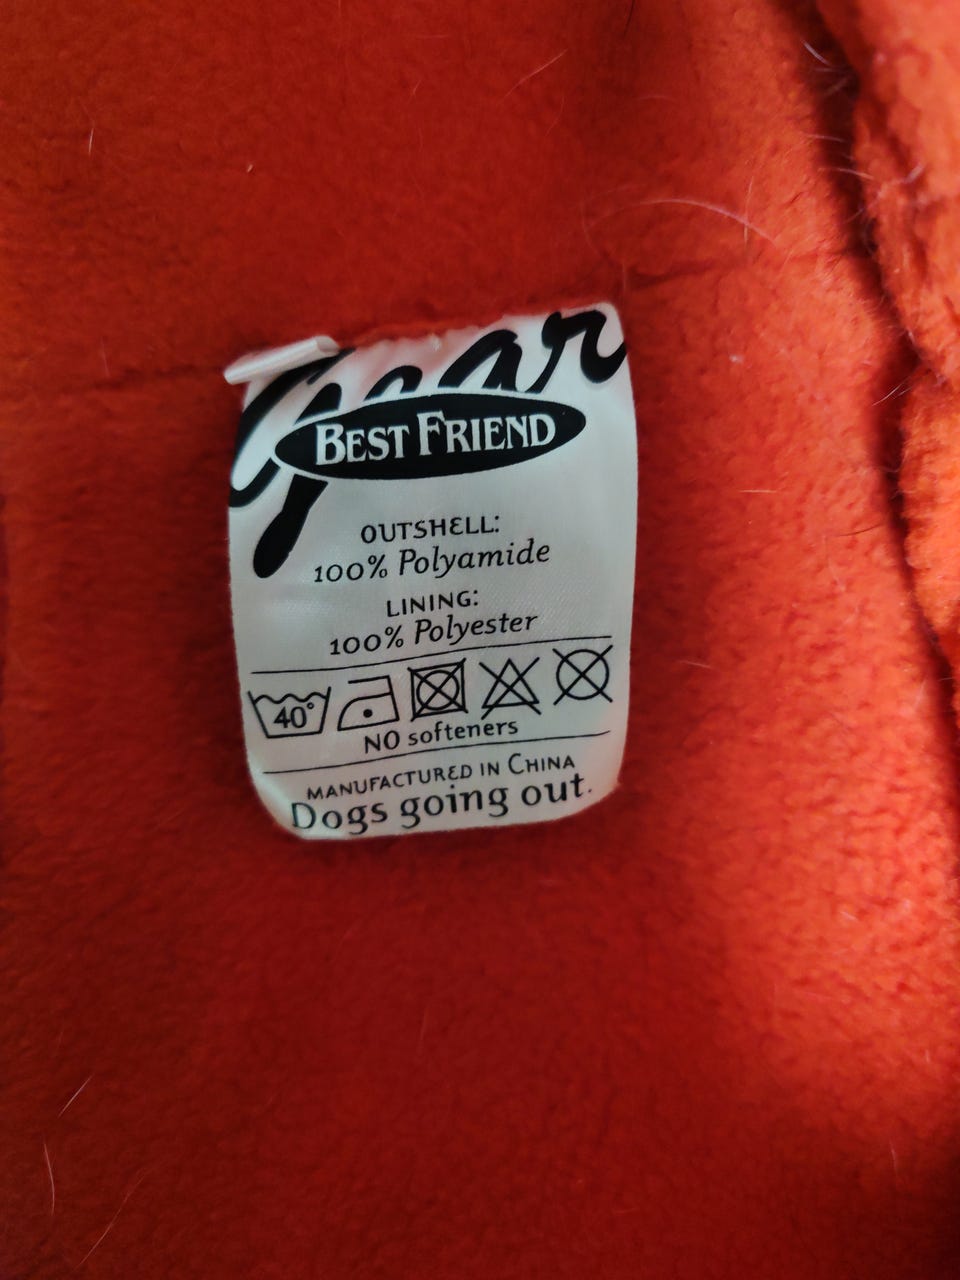 Gear
BEST FRIEND
OUTSHELL:
100% Polyamide
LINING:
100% Polyester
40°
NO softeners
MANUFACTURED IN CHINA
Dogs going out.